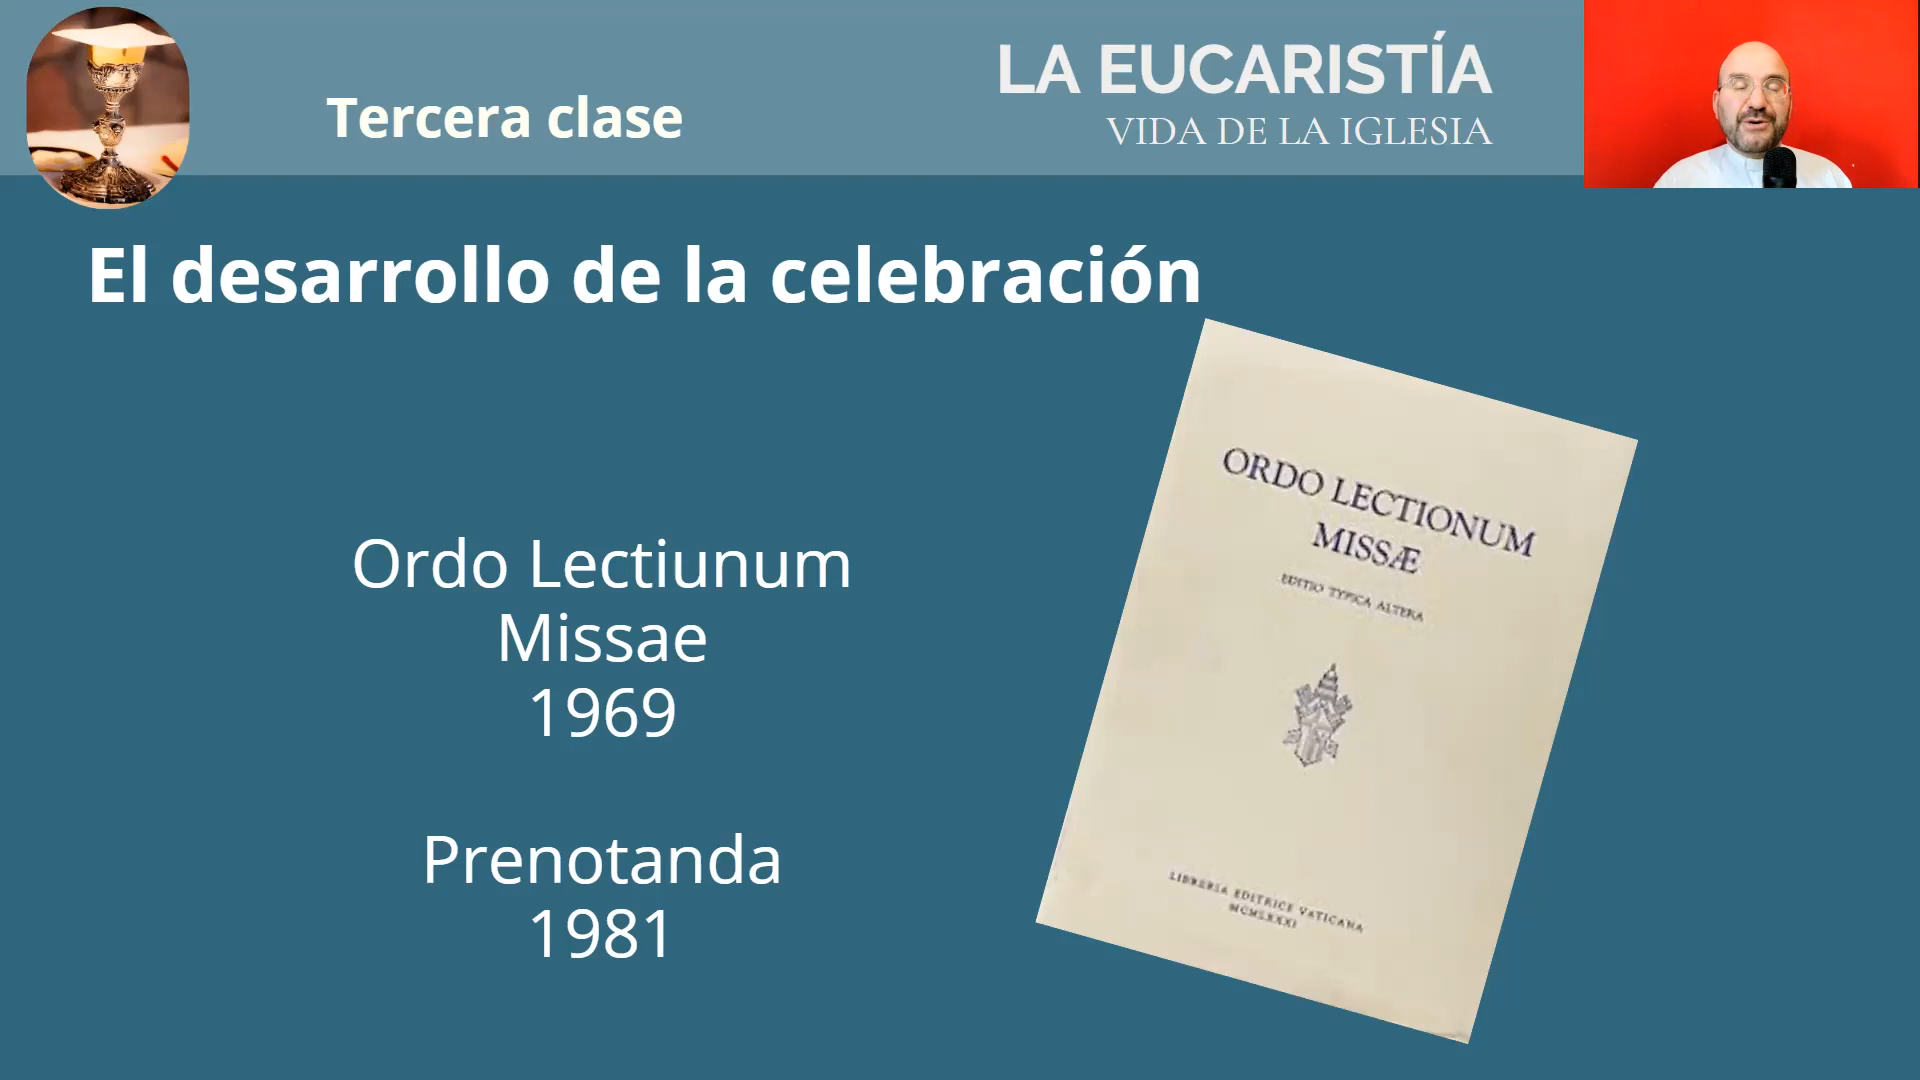 Tercera clase
LA EUCARISTÍA
VIDA DE LA IGLESIA
El desarrollo de la celebración
Ordo Lectiunum
Missae
1969
Prenotanda
1981
ORDO LECTIONUM
MISSÆ
EDITIO TYPICA ALTERA
LIBRERIA EDITRICE VATICANA
MCMLXXXI